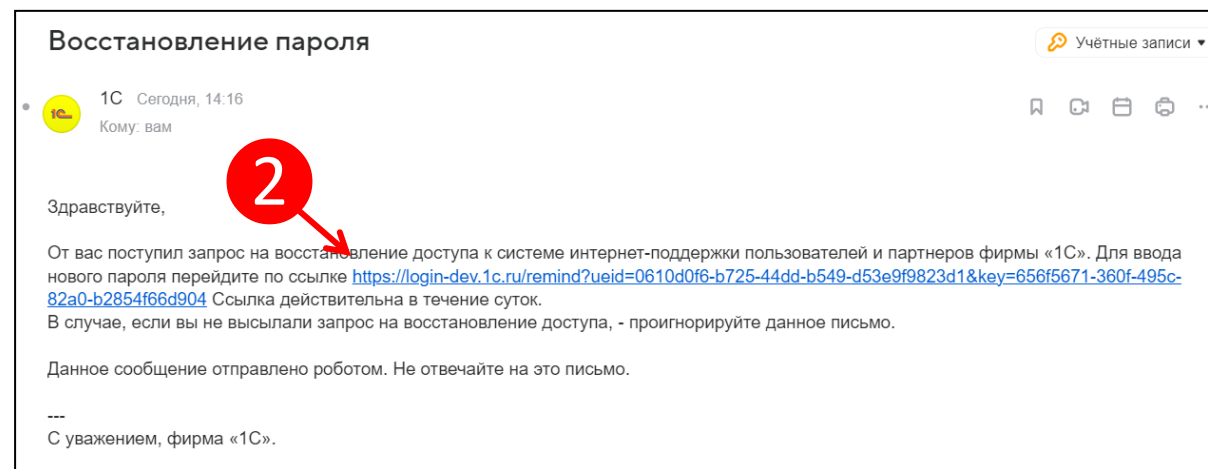 Восстановление пароля
Учётные записи
1С Сегодня, 14:16
1С
Кому: вам
2
Здравствуйте,
От вас поступил запрос на восстановление доступа к системе интернет-поддержки пользователей и партнеров фирмы «1С». Для ввода
нового пароля перейдите по ссылке https://login-dev.1c.ru/remind?ueid=0610d0f6-b725-44dd-b549-d53e9f9823d1&key=656f5671-360f-495c-
82a0-b2854f66d904 Ссылка действительна в течение суток.
В случае, если вы не высылали запрос на восстановление доступа, - проигнорируйте данное письмо.
Данное сообщение отправлено роботом. Не отвечайте на это письмо.
---
С уважением, фирма «1С».